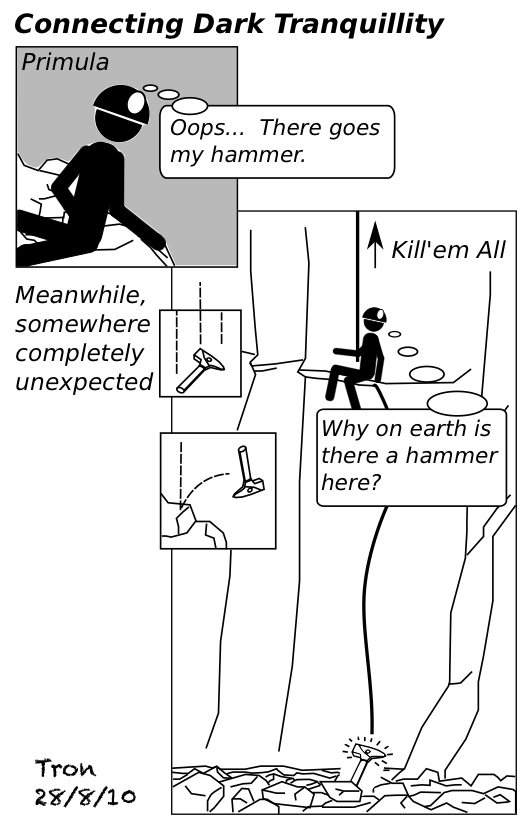 Connecting Dark Tranquillity
Primula
Oops... There goes
my hammer.
Kill'em All
Meanwhile,
somewhere
completely
unexpected
Why on earth is
there a hammer
here?
Tron
28/8/10